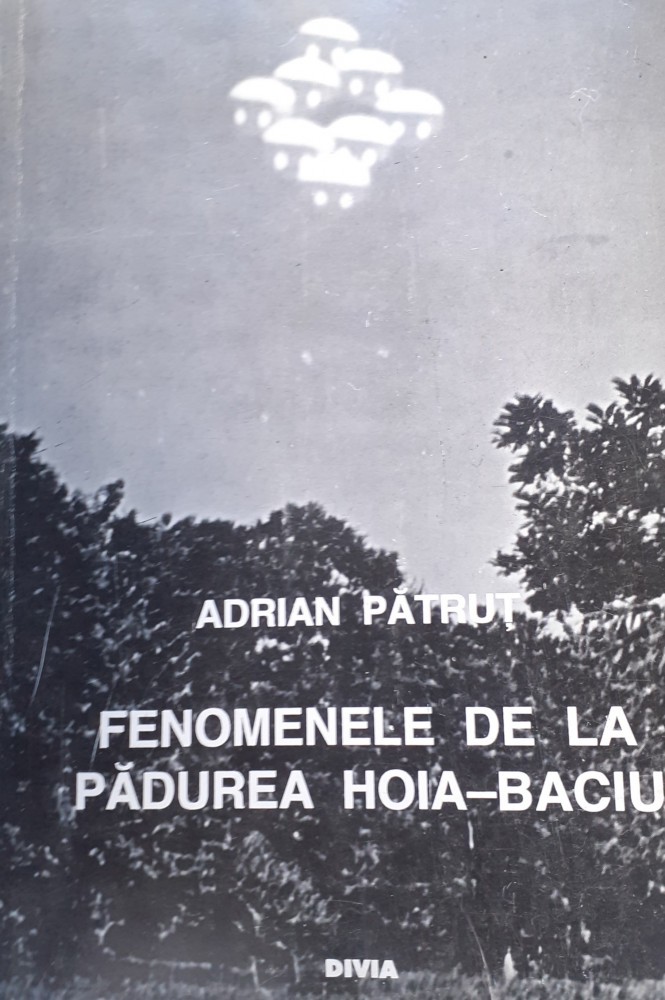 ADRIAN PĂTRUȚ
FENOMENELE DE LA
PĂDUREA HOIA–BACIU
DIVIA